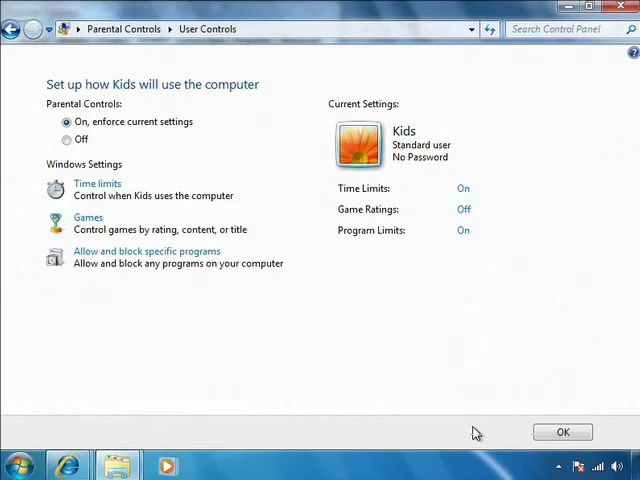 Parental Controls
User Controls
Search Control Panel
Set up how Kids will use the computer
Parental Controls:
On, enforce current settings
Off
Windows Settings
Time limits
Control when Kids uses the computer
Games
Control games by rating, content, or title
Allow and block specific programs
Allow and block any programs on your computer
Current Settings:
Kids
Standard user
No Password
Time Limits: On
Game Ratings: Off
Program Limits: On
OK